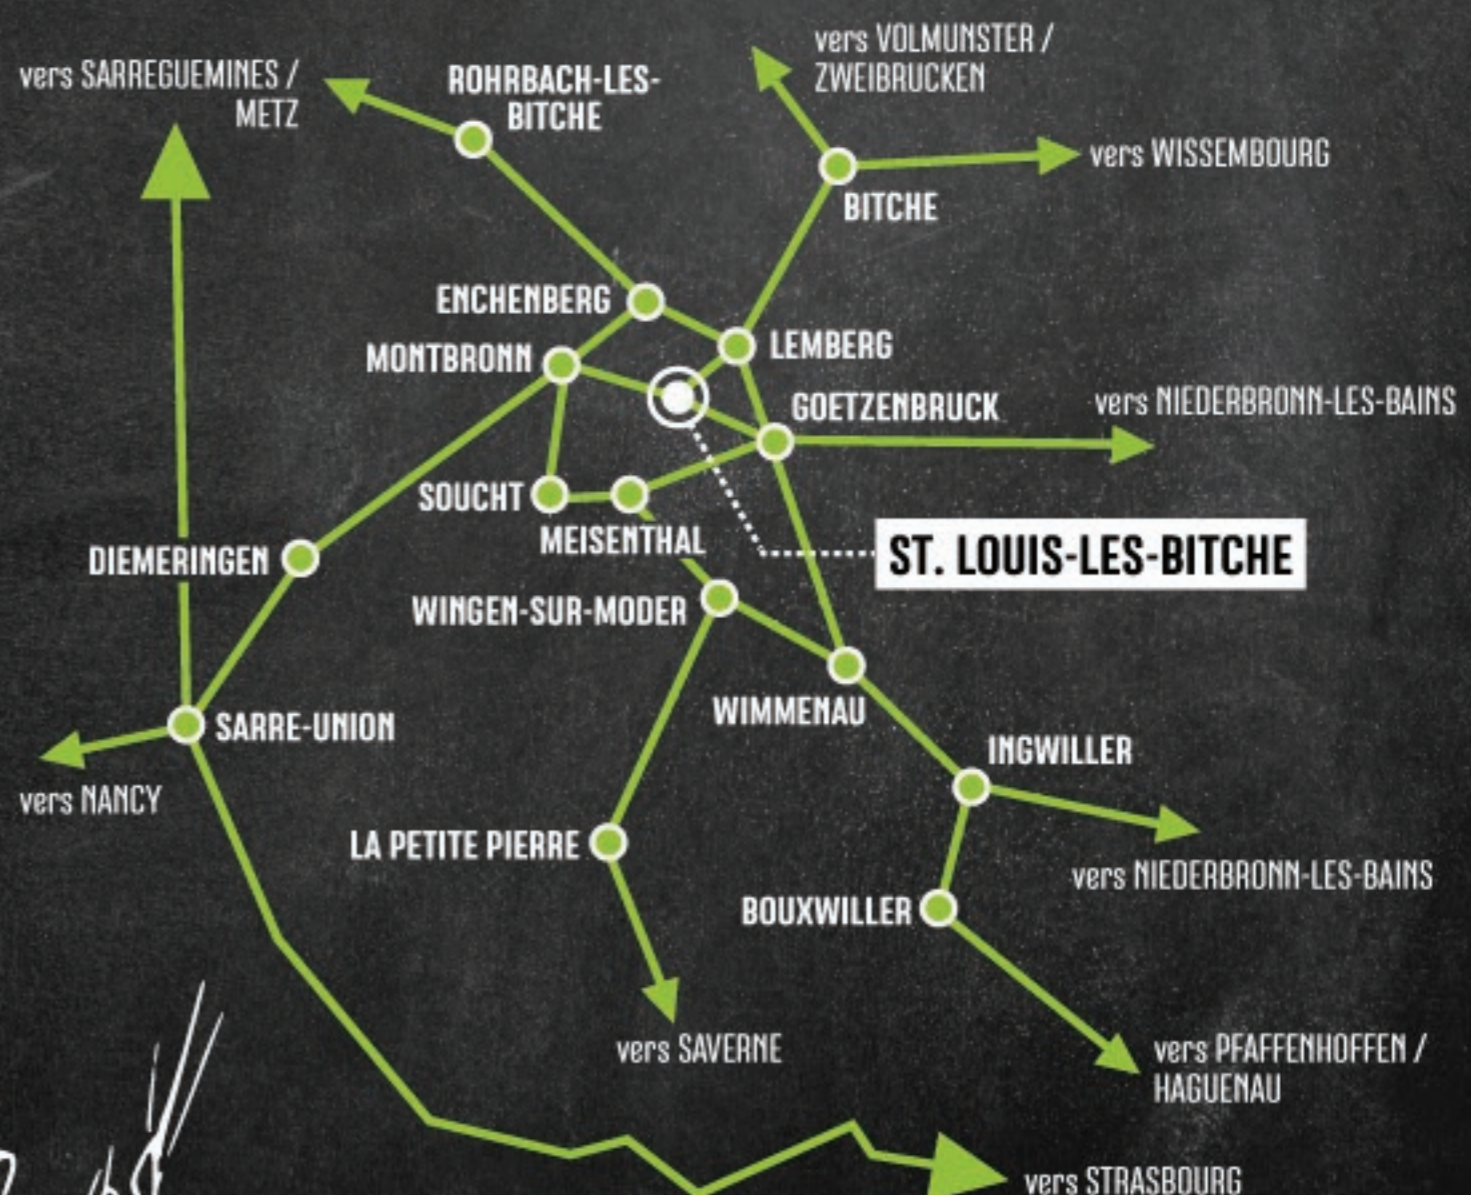 vers VOLMUNSTER /
ZWEIBRUCKEN
vers SARREGUEMINES /
METZ
ROHRBACH-LES-
BITCHE
vers WISSEMBOURG
BITCHE
ENCHENBERG
LEMBERG
MONTBRONN
GOETZENBRUCK
vers NIEDERBRONN-LES-BAINS
SOUCHT
MEISENTHAL
ST. LOUIS-LES-BITCHE
DIEMERINGEN
WINGEN-SUR-MODER
WIMMENAU
SARRE-UNION
INGWILLER
vers NANCY
LA PETITE PIERRE
vers NIEDERBRONN-LES-BAINS
BOUXWILLER
vers SAVERNE
vers PFAFFENHOFFEN /
HAGUENAU
vers STRASBOURG